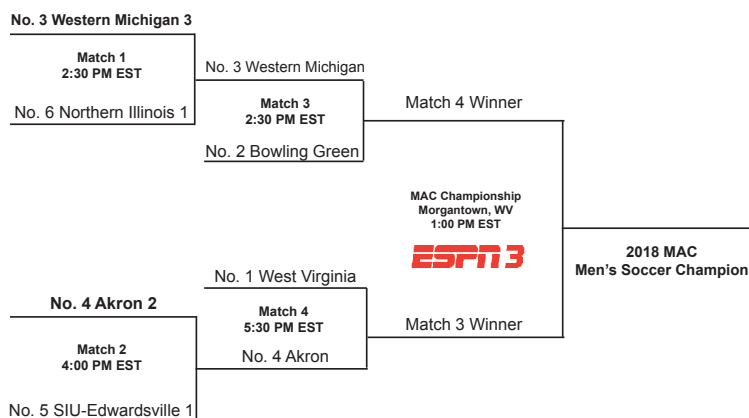 No. 3 Western Michigan 3
Match 1
2:30 PM EST
No. 6 Northern Illinois 1
No. 3 Western Michigan
Match 3
2:30 PM EST
No. 2 Bowling Green
Match 4 Winner
MAC Championship
Morgantown, WV
1:00 PM EST
ESPN3
2018 MAC
Men's Soccer Champion
No. 1 West Virginia
Match 4
5:30 PM EST
No. 4 Akron
Match 3 Winner
No. 4 Akron 2
Match 2
4:00 PM EST
No. 5 SIU-Edwardsville 1